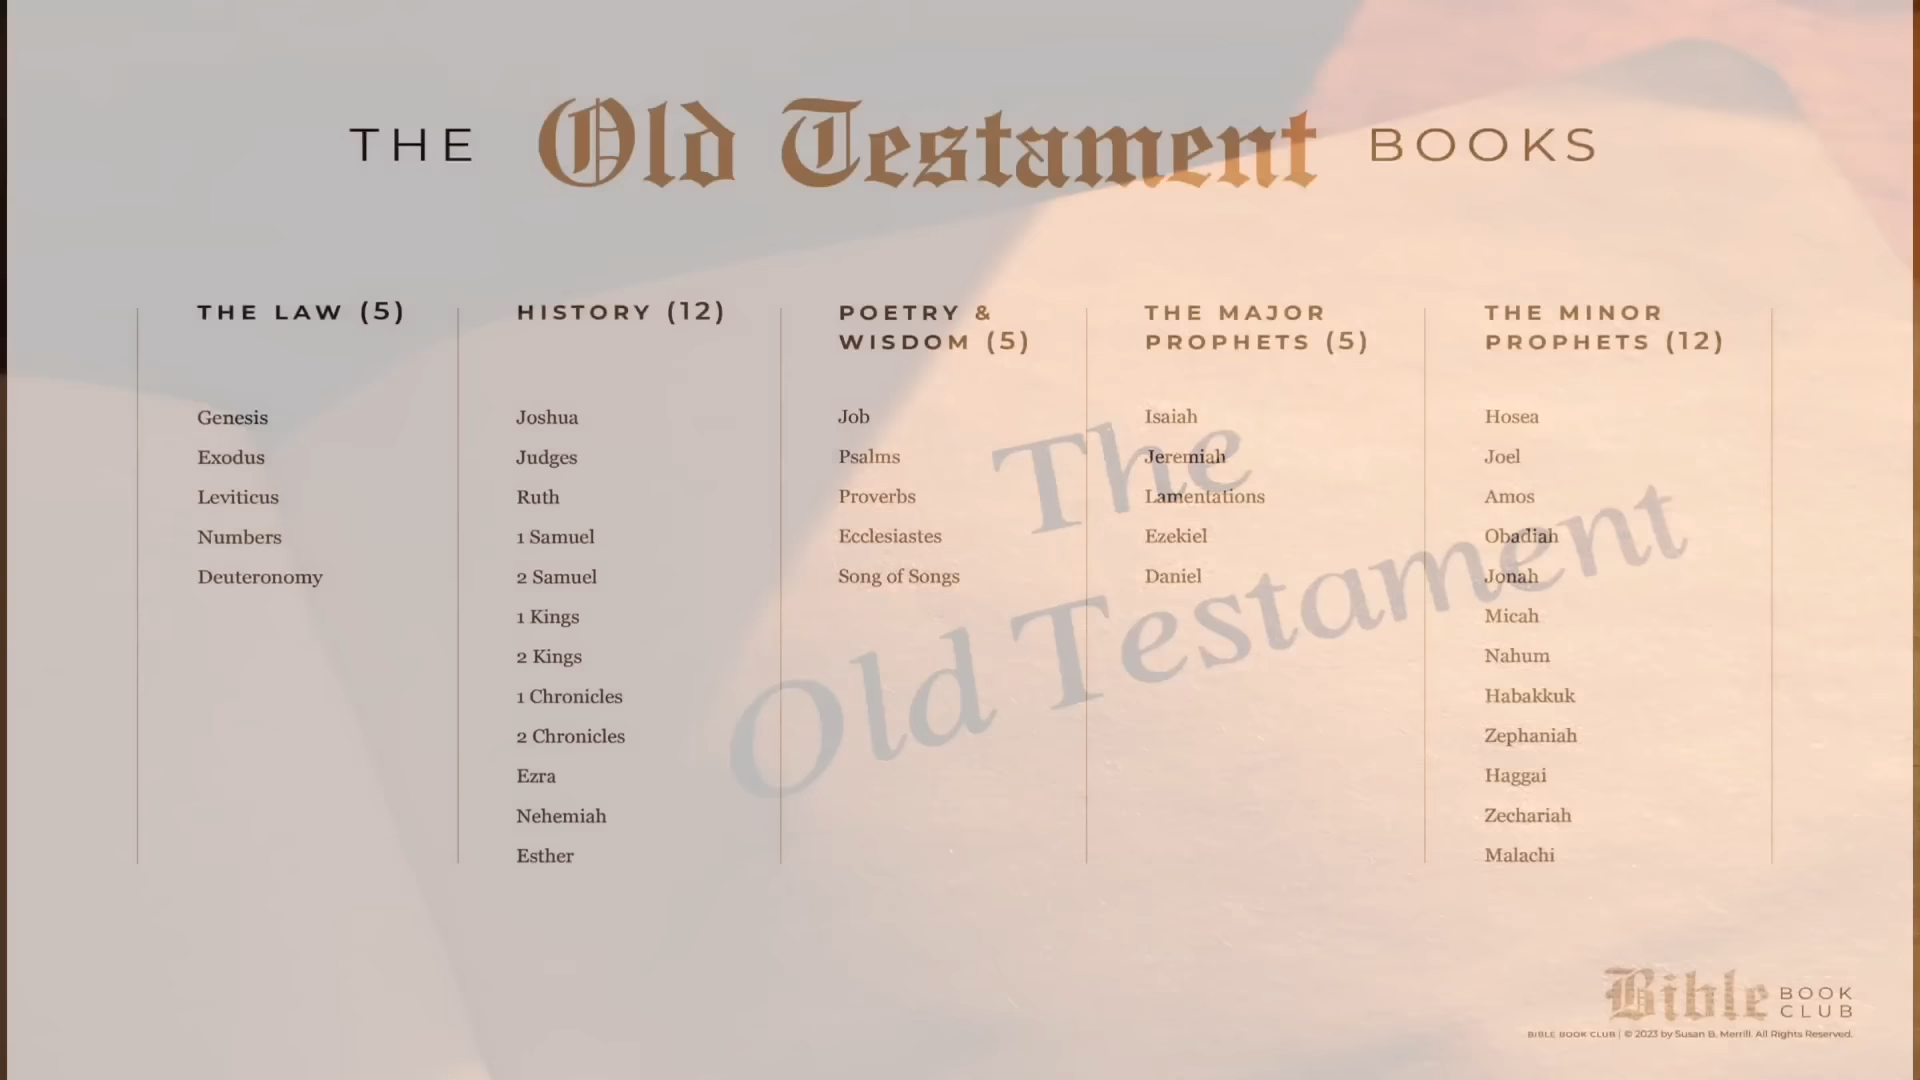 THE Old Testament BOOKS
THE LAW (5)
Genesis
Exodus
Leviticus
Numbers
Deuteronomy
HISTORY (12)
Joshua
Judges
Ruth
1 Samuel
2 Samuel
1 Kings
2 Kings
1 Chronicles
2 Chronicles
Ezra
Nehemiah
Esther
POETRY &
WISDOM (5)
Job
Psalms
Proverbs
Ecclesiastes
Song of Songs
THE MAJOR
PROPHETS (5)
Isaiah
Jeremiah
Lamentations
Ezekiel
Daniel
THE MINOR
PROPHETS (12)
Hosea
Joel
Amos
Obadiah
Jonah
Micah
Nahum
Habakkuk
Zephaniah
Haggai
Zechariah
Malachi
The
Old Testament
Bible BOOK
CLUB
BIBLE BOOK CLUB | © 2023 by Susan B. Merrill. All Rights Reserved.